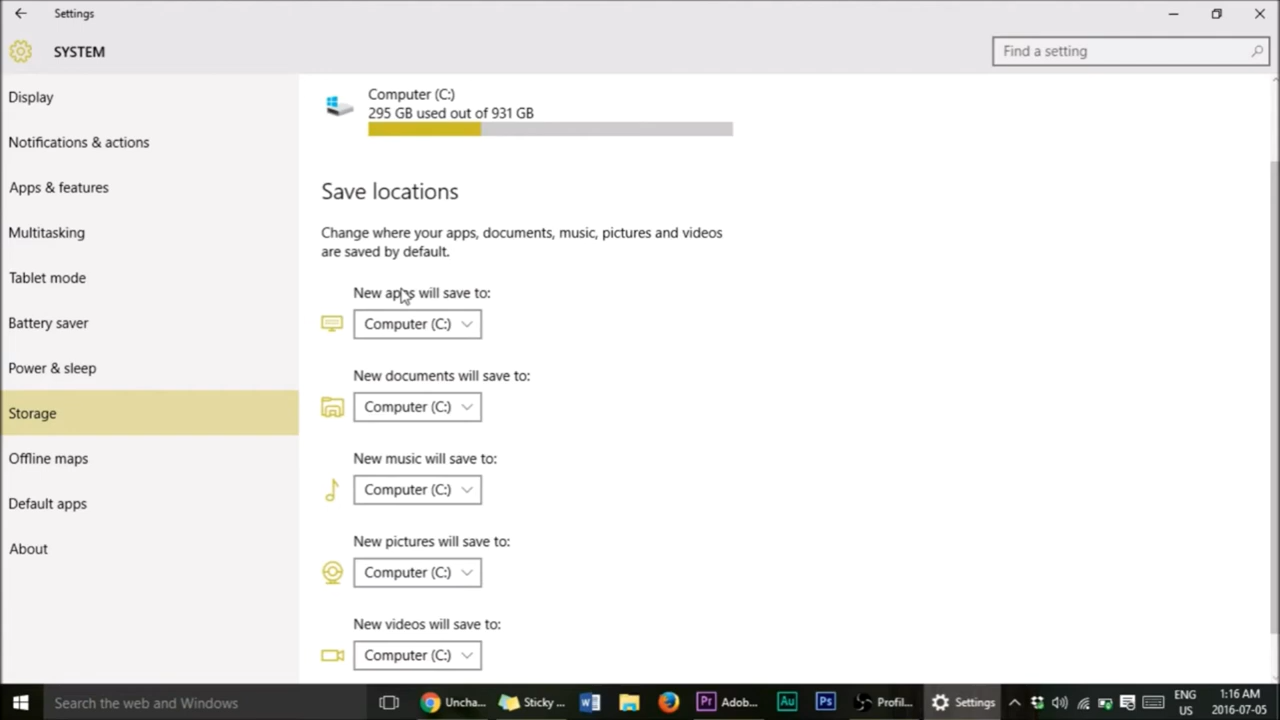 Settings
SYSTEM
Find a setting
Display
Notifications & actions
Apps & features
Multitasking
Tablet mode
Battery saver
Power & sleep
Storage
Offline maps
Default apps
About
Computer (C:)
295 GB used out of 931 GB
Save locations
Change where your apps, documents, music, pictures and videos
are saved by default.
New apps will save to:
Computer (C:)
New documents will save to:
Computer (C:)
New music will save to:
Computer (C:)
New pictures will save to:
Computer (C:)
New videos will save to:
Computer (C:)
Search the web and Windows
Uncha...
Sticky ...
Pr Adob...
Au
Ps
Profil...
Settings
ENG
US
1:16 AM
2016-07-05